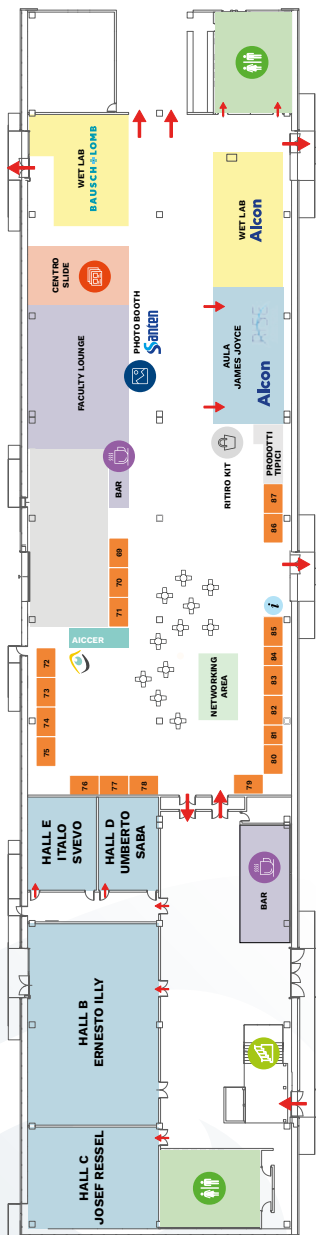 WET LAB
BAUSCH + LOMB
WET LAB
Alcon
CENTRO
SLIDE
PHOTO BOOTH
Santen
AULA
JAMES JOYCE
Alcon
FACULTY LOUNGE
BAR
RITIRO KIT
PRODOTTI
TIPICI
87
86
69
70
71
AICCER
i
85
84
83
82
81
80
79
NETWORKING
AREA
72
73
74
75
76
77
78
HALL E
ITALO
SVEVO
HALL D
UMBERTO
SABA
BAR
HALL B
ERNESTO ILLY
HALL C
JOSEF RESSEL